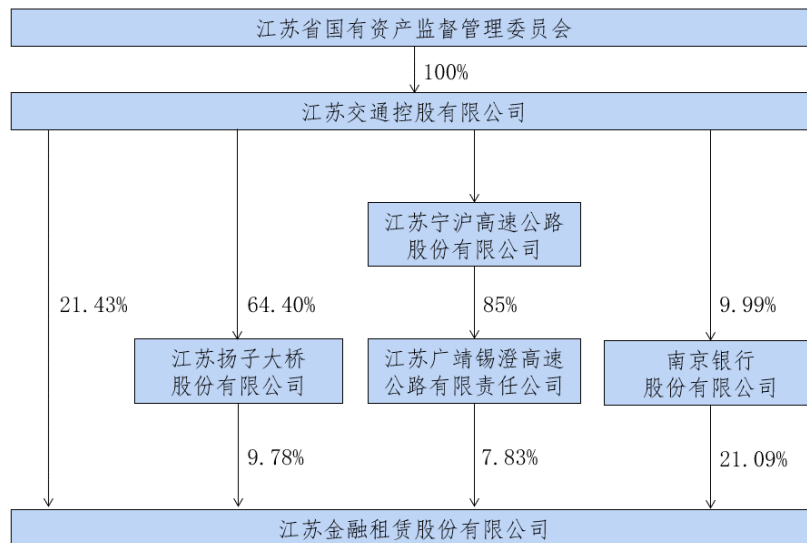 江苏省国有资产监督管理委员会
100%
江苏交通控股有限公司
江苏宁沪高速公路
股份有限公司
21.43%
64.40%
85%
9.99%
江苏扬子大桥
股份有限公司
江苏广靖锡澄高速
公路有限责任公司
南京银行
股份有限公司
9.78%
7.83%
21.09%
江苏金融租赁股份有限公司